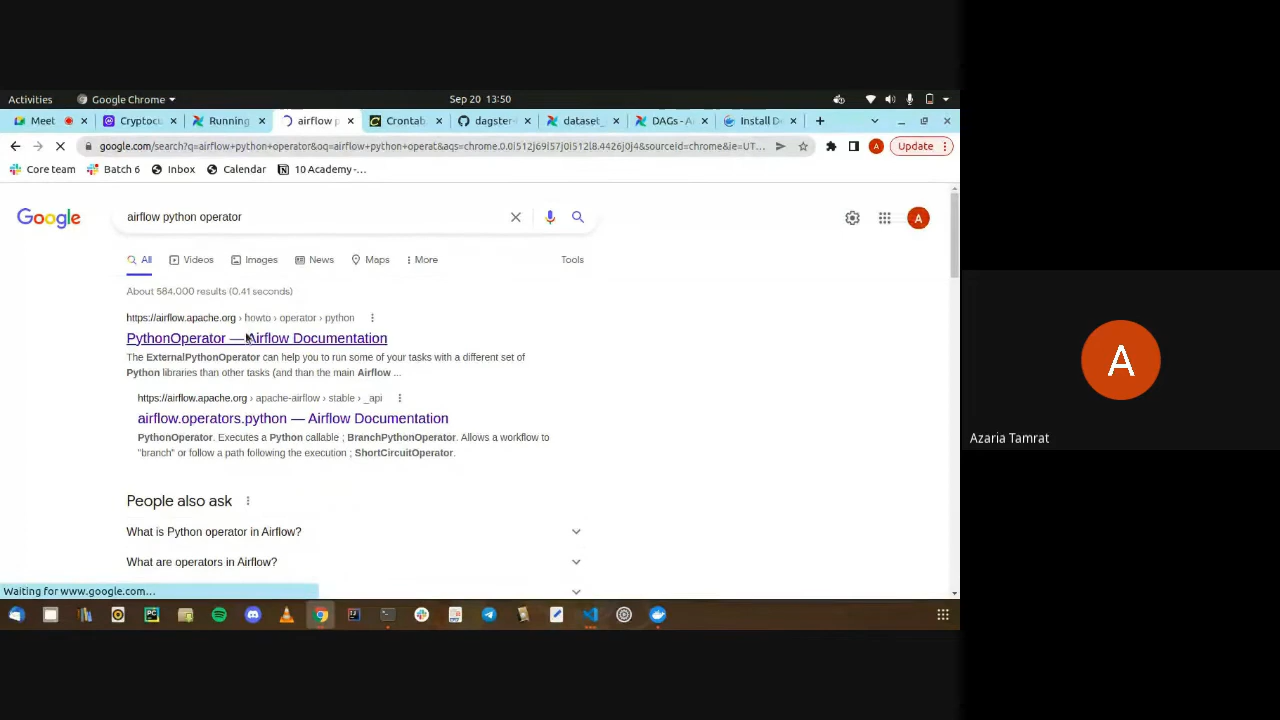 Activities
Google Chrome
Sep 20 13:50
Meet
Cryptocu
Running
airflow p
Crontab
dagster-
dataset_
DAGs - A
Install De
google.com/search?q=airflow+python+operator&oq=airflow+python+operat&aqs=chrome.0.0i512j69i57j0i512l8.4426j0j4&sourceid=chrome&ie=UT...
Update
Core team
Batch 6
Inbox
Calendar
10 Academy -...
Google
airflow python operator
A
All
Videos
Images
News
Maps
More
Tools
About 584,000 results (0.41 seconds)
https://airflow.apache.org › howto › operator › python
PythonOperator — Airflow Documentation
The ExternalPythonOperator can help you to run some of your tasks with a different set of
Python libraries than other tasks (and than the main Airflow ...
https://airflow.apache.org › apache-airflow › stable › _api
airflow.operators.python — Airflow Documentation
PythonOperator. Executes a Python callable ; BranchPythonOperator. Allows a workflow to
"branch" or follow a path following the execution ; ShortCircuitOperator.
People also ask
What is Python operator in Airflow?
What are operators in Airflow?
Waiting for www.google.com...
A
Azaria Tamrat